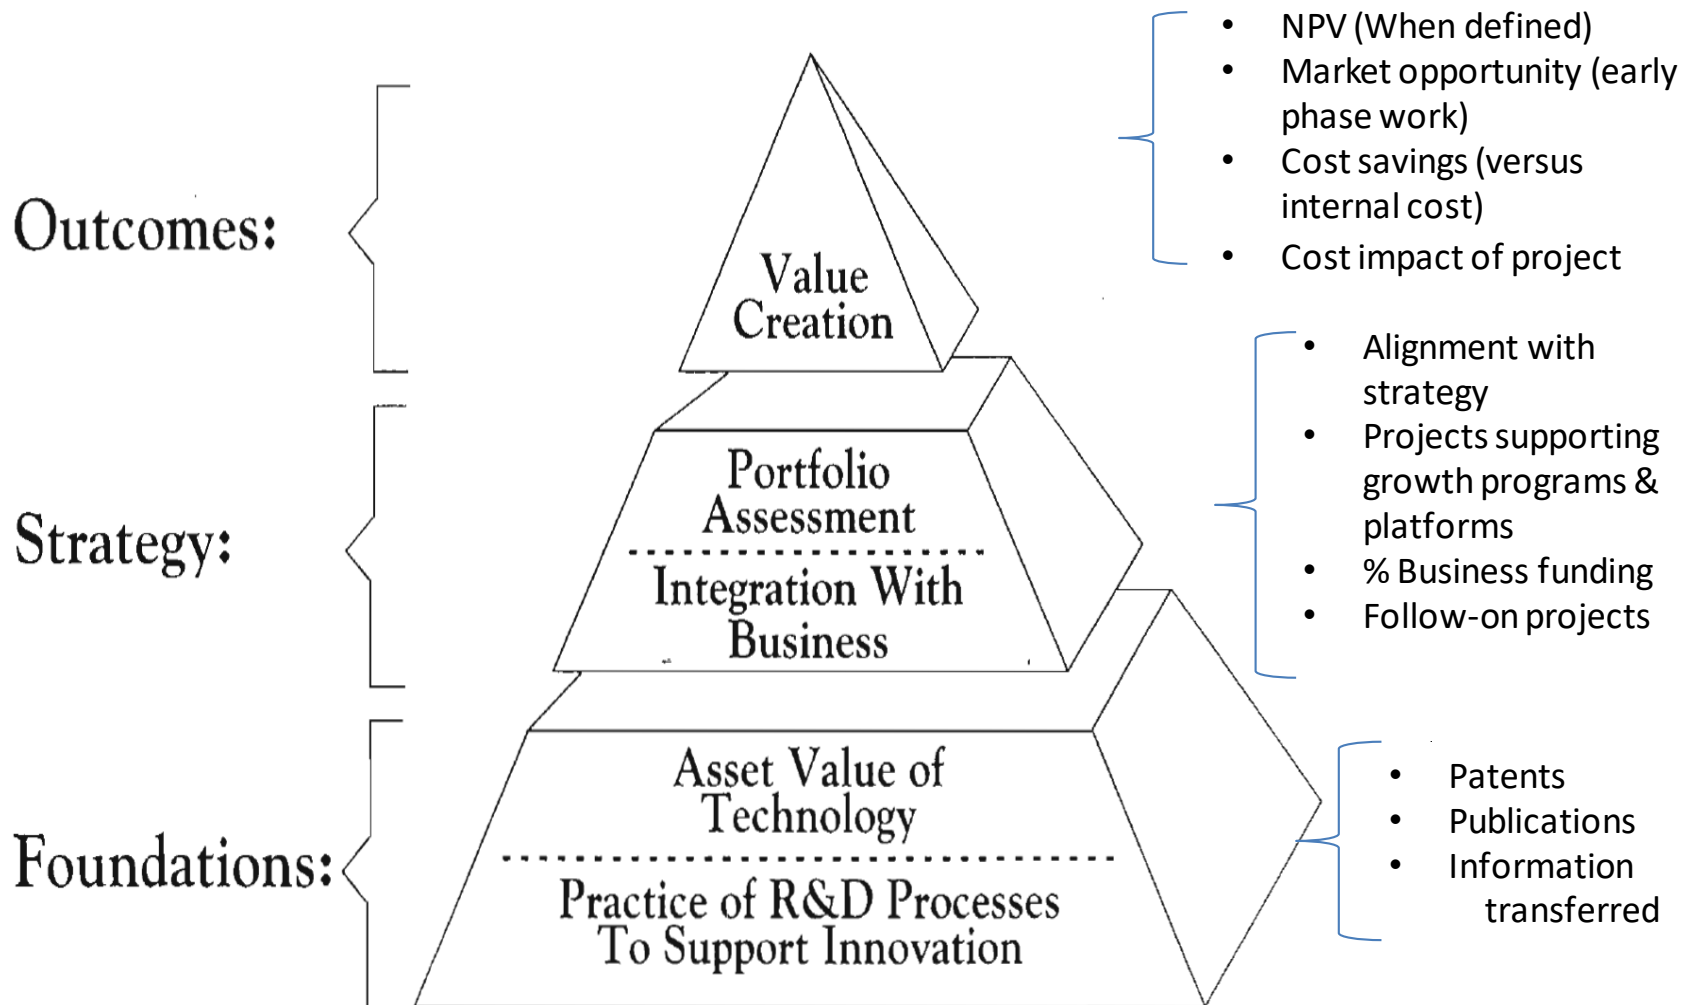 Outcomes:
Value
Creation
• NPV (When defined)
• Market opportunity (early
phase work)
• Cost savings (versus
internal cost)
• Cost impact of project
Strategy:
Portfolio
Assessment
Integration With
Business
• Alignment with
strategy
• Projects supporting
growth programs &
platforms
• % Business funding
• Follow-on projects
Foundations:
Asset Value of
Technology
Practice of R&D Processes
To Support Innovation
• Patents
• Publications
• Information
transferred